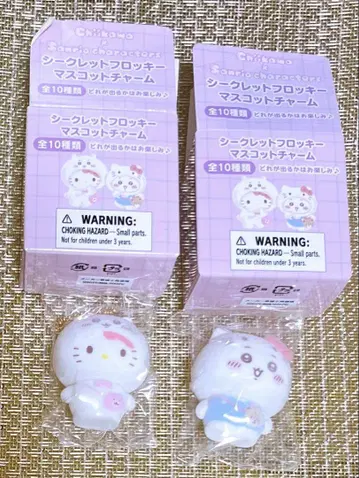 Chiikawa
×
Sanrio characters
シークレットフロッキー
マスコットチャーム
全10種類
どれが出るかはお楽しみ♪
シークレットフロッキー
マスコットチャーム
全10種類
どれが出るかはお楽しみ♪
WARNING:
CHOKING HAZARD—Small parts.
Not for children under 3 years.
Chiikawa
×
Sanrio characters
シークレットフロッキー
マスコットチャーム
全10種類
どれが出るかはお楽しみ♪
シークレットフロッキー
マスコットチャーム
全10種類
どれが出るかはお楽しみ♪
WARNING:
CHOKING HAZARD—Small parts.
Not for children under 3 years.